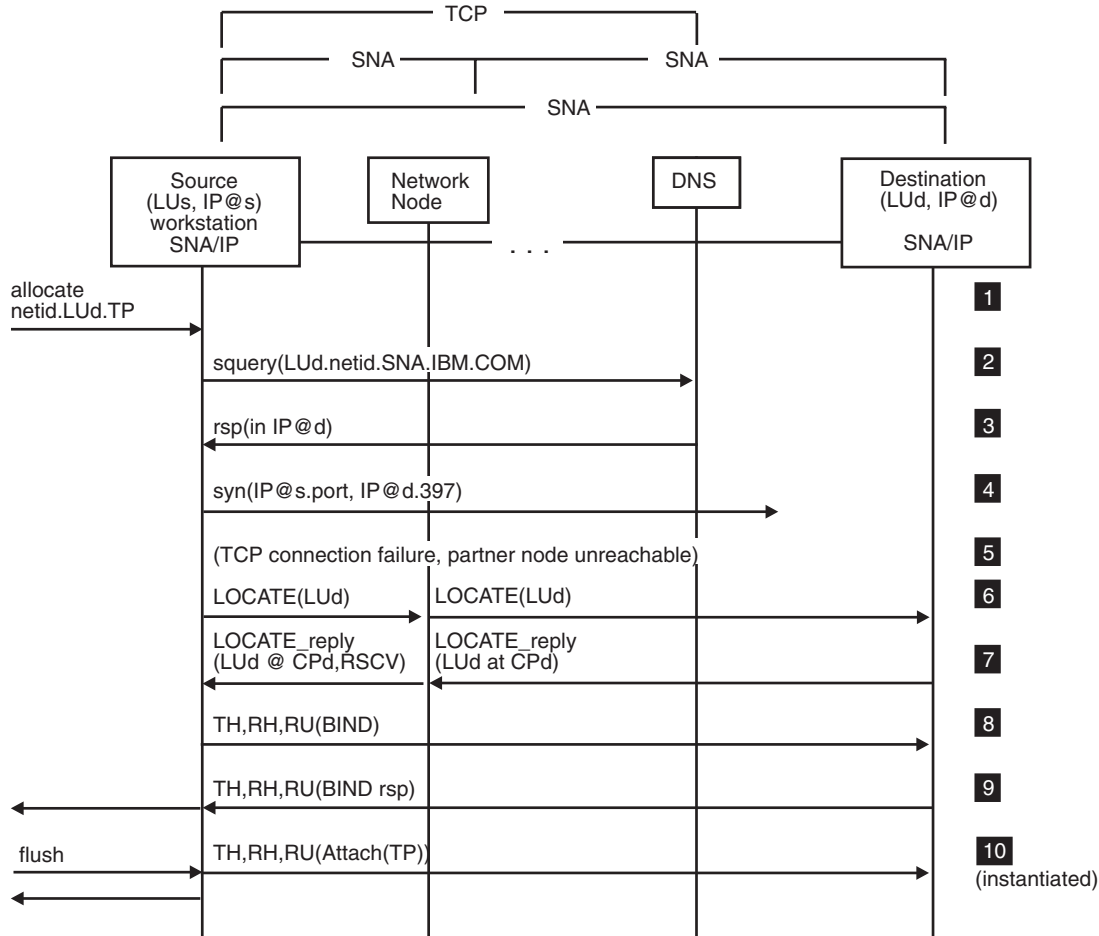 TCP
SNA
SNA
SNA
Source
(LUs, IP@s)
workstation
SNA/IP
Network
Node
DNS
Destination
(LUd, IP@d)
SNA/IP
. . .
allocate
netid.LUd.TP
1
squery(LUd.netid.SNA.IBM.COM)
2
rsp(in IP@d)
3
syn(IP@s.port, IP@d.397)
4
(TCP connection failure, partner node unreachable)
5
LOCATE(LUd)
LOCATE(LUd)
6
LOCATE_reply
(LUd @ CPd,RSCV)
LOCATE_reply
(LUd at CPd)
7
TH,RH,RU(BIND)
8
TH,RH,RU(BIND rsp)
9
flush
TH,RH,RU(Attach(TP))
10
(instantiated)